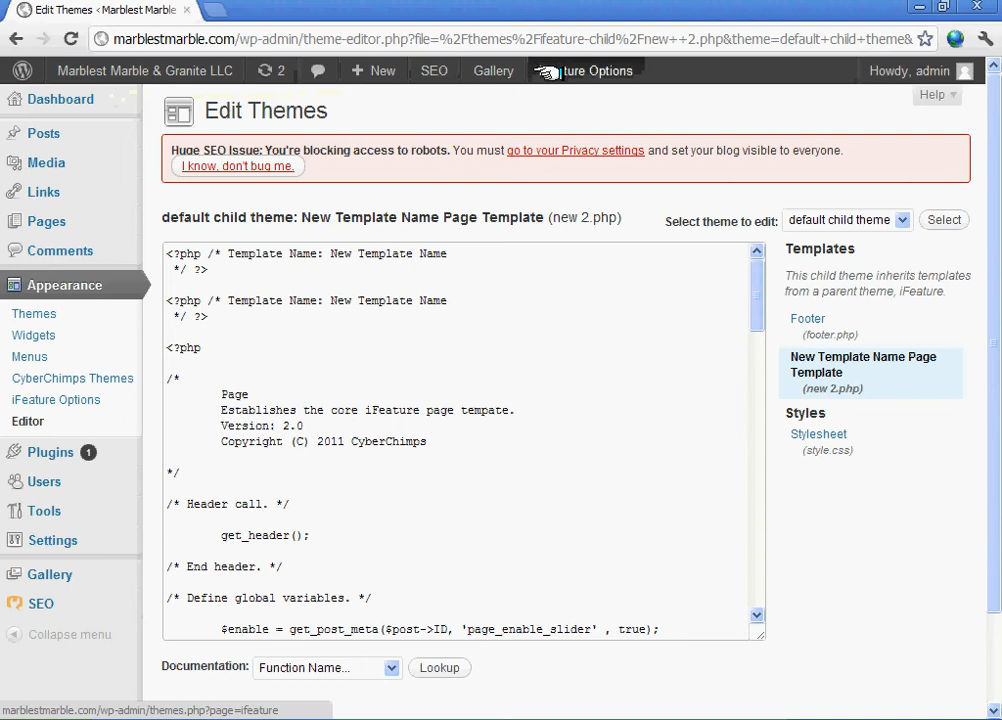 Edit Themes ‹ Marblest Marble
marblestmarble.com/wp-admin/theme-editor.php?file=%2Fthemes%2Fifeature-child%2Fnew++2.php&theme=default+child+theme&
Marblest Marble & Granite LLC 2 New SEO Gallery ture Options Howdy, admin
Help
Dashboard
Posts
Media
Links
Pages
Comments
Appearance
Themes
Widgets
Menus
CyberChimps Themes
iFeature Options
Editor
Plugins 1
Users
Tools
Settings
Gallery
SEO
Collapse menu
Edit Themes
Huge SEO Issue: You're blocking access to robots. You must go to your Privacy settings and set your blog visible to everyone.
I know, don't bug me.
default child theme: New Template Name Page Template (new 2.php)
Select theme to edit: default child theme Select
<?php /* Template Name: New Template Name
*/ ?>
<?php /* Template Name: New Template Name
*/ ?>
<?php
/*
Page
Establishes the core iFeature page tempate.
Version: 2.0
Copyright (C) 2011 CyberChimps
*/
/* Header call. */
get_header();
/* End header. */
/* Define global variables. */
$enable = get_post_meta($post->ID, 'page_enable_slider' , true);
Templates
This child theme inherits templates
from a parent theme, iFeature.
Footer
(footer.php)
New Template Name Page
Template
(new 2.php)
Styles
Stylesheet
(style.css)
Documentation: Function Name... Lookup
marblestmarble.com/wp-admin/themes.php?page=ifeature